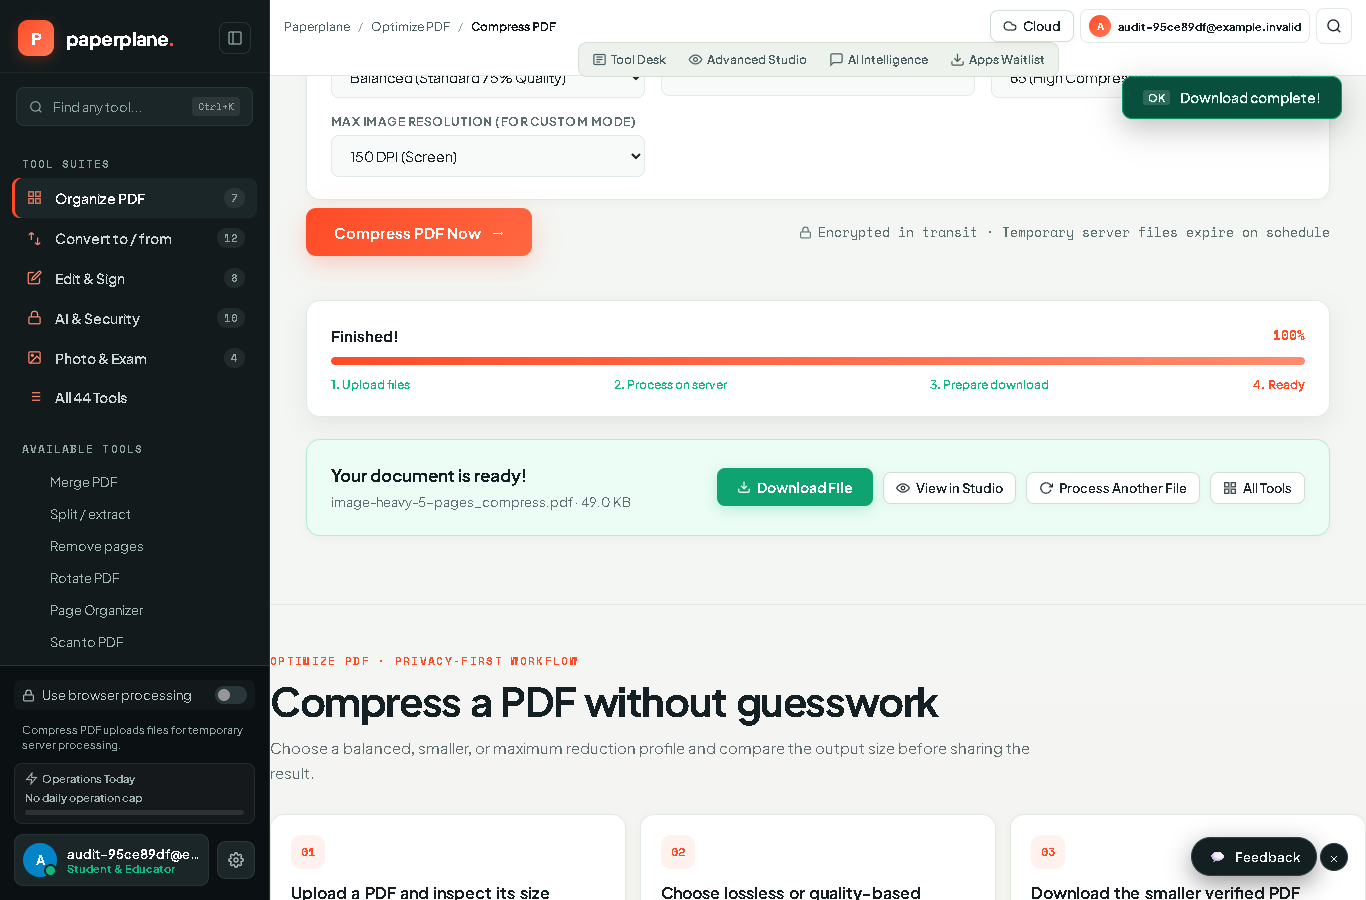 P paperplane.
Find any tool... Ctrl+K
TOOL SUITES
Organize PDF 7
Convert to / from 12
Edit & Sign 8
AI & Security 10
Photo & Exam 4
All 44 Tools
AVAILABLE TOOLS
Merge PDF
Split / extract
Remove pages
Rotate PDF
Page Organizer
Scan to PDF
Use browser processing
Compress PDF uploads files for temporary
server processing.
Operations Today
No daily operation cap
A audit-95ce89df@e...
Student & Educator
Paperplane / Optimize PDF / Compress PDF
Cloud
A audit-95ce89df@example.invalid
Tool Desk Advanced Studio AI Intelligence Apps Waitlist
Balanced (Standard 75% Quality)
65 (High Compres
OK Download complete!
MAX IMAGE RESOLUTION (FOR CUSTOM MODE)
150 DPI (Screen)
Compress PDF Now →
Encrypted in transit · Temporary server files expire on schedule
Finished! 100%
1. Upload files 2. Process on server 3. Prepare download 4. Ready
Your document is ready!
image-heavy-5-pages_compress.pdf · 49.0 KB
Download File View in Studio Process Another File All Tools
OPTIMIZE PDF · PRIVACY-FIRST WORKFLOW
Compress a PDF without guesswork
Choose a balanced, smaller, or maximum reduction profile and compare the output size before sharing the
result.
01
Upload a PDF and inspect its size
02
Choose lossless or quality-based
03
Download the smaller verified PDF
Feedback ×